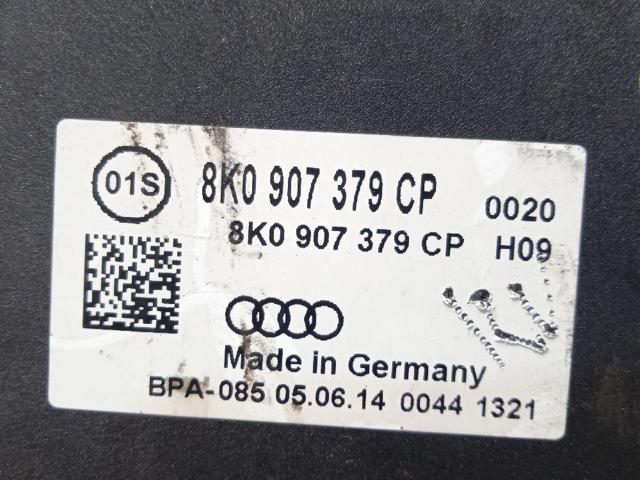 01S
8K0 907 379 CP 0020
8K0 907 379 CP H09
Made in Germany
BPA-085 05.06.14 0044 1321